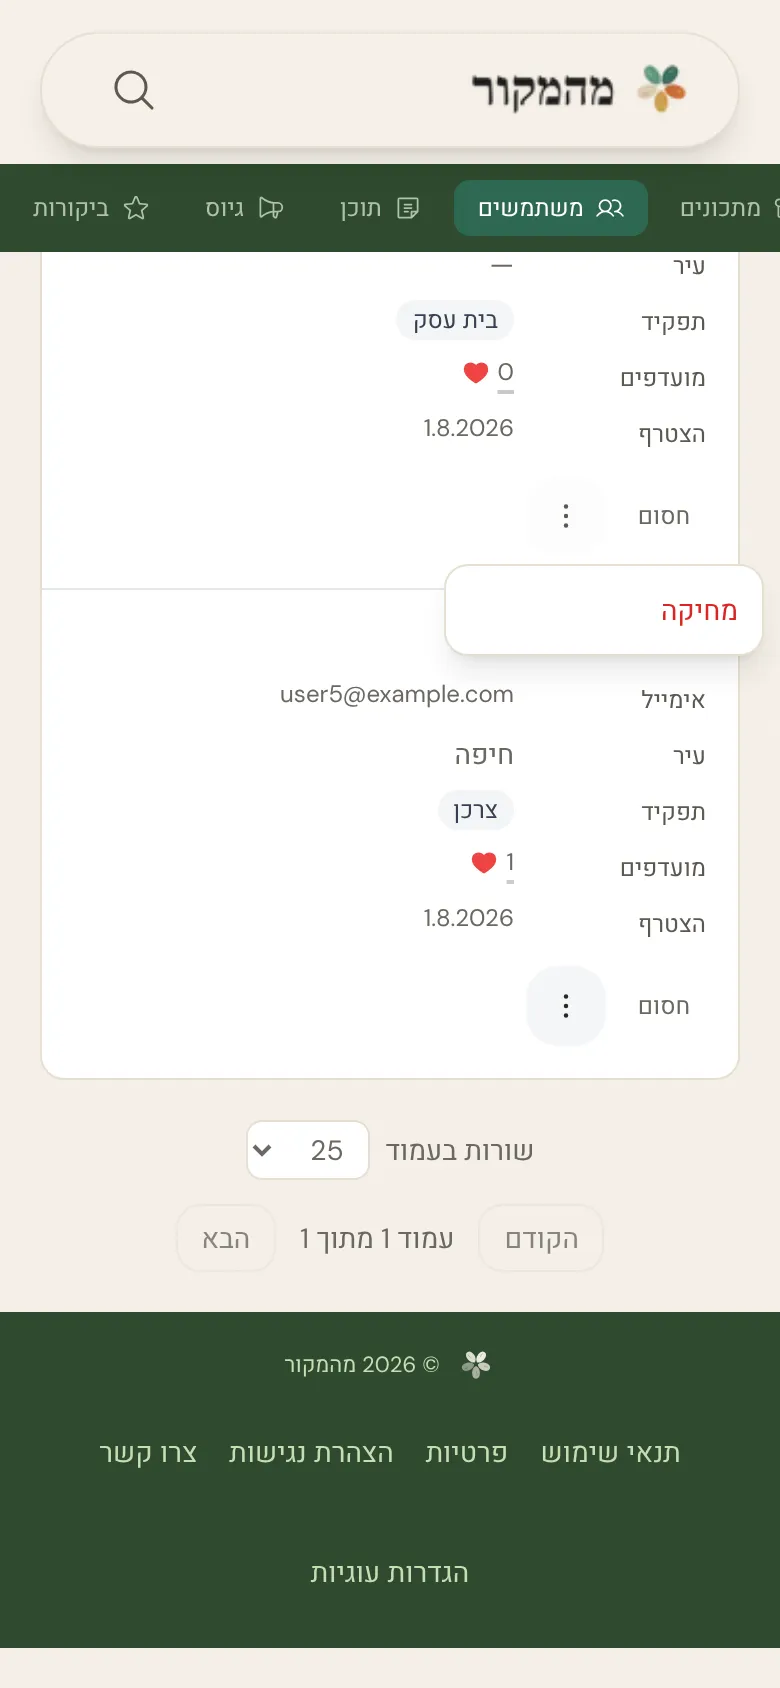 מהמקור
מתכונים
משתמשים
תוכן
גיוס
ביקורות
עיר —
תפקיד בית עסק
מועדפים 0
הצטרף 1.8.2026
חסום
מחיקה
אימייל user5@example.com
עיר חיפה
תפקיד צרכן
מועדפים 1
הצטרף 1.8.2026
חסום
שורות בעמוד 25
הקודם עמוד 1 מתוך 1 הבא
© 2026 מהמקור
תנאי שימוש פרטיות הצהרת נגישות צרו קשר
הגדרות עוגיות